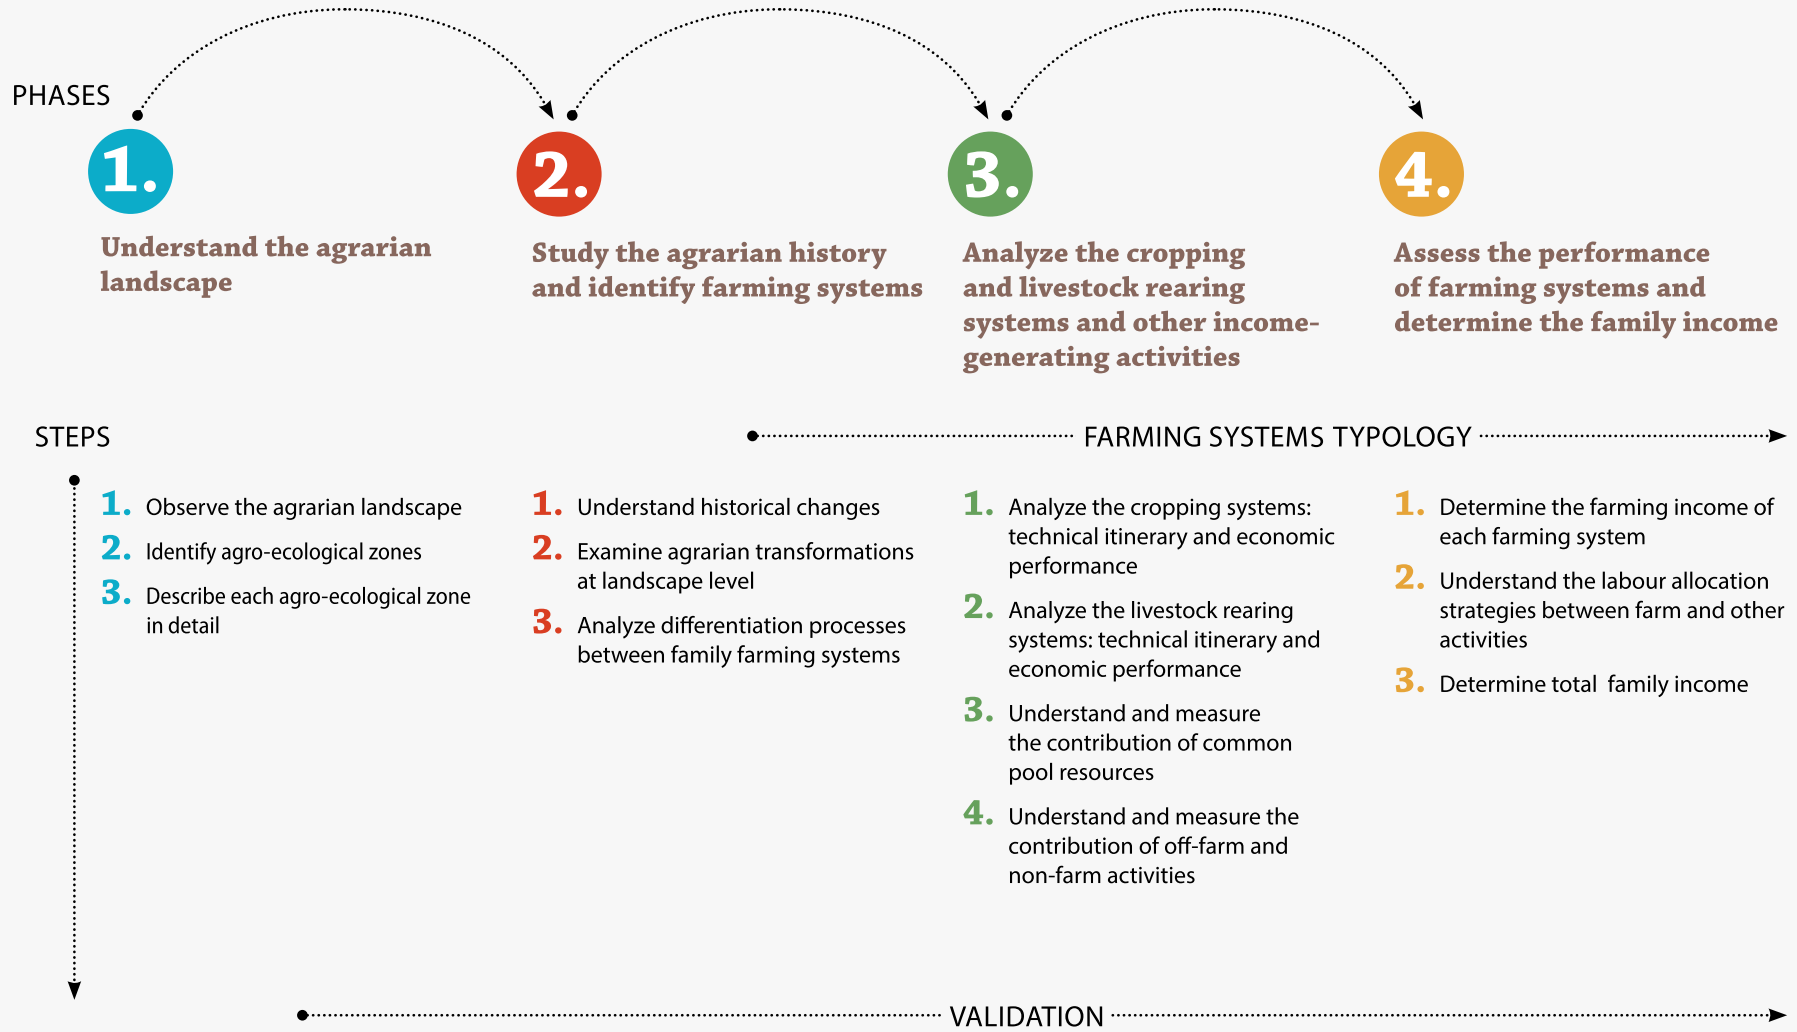 PHASES
1.
Understand the agrarian
landscape
2.
Study the agrarian history
and identify farming systems
3.
Analyze the cropping
and livestock rearing
systems and other income-
generating activities
4.
Assess the performance
of farming systems and
determine the family income
STEPS
FARMING SYSTEMS TYPOLOGY
1. Observe the agrarian landscape
2. Identify agro-ecological zones
3. Describe each agro-ecological zone
in detail
1. Understand historical changes
2. Examine agrarian transformations
at landscape level
3. Analyze differentiation processes
between family farming systems
1. Analyze the cropping systems:
technical itinerary and economic
performance
2. Analyze the livestock rearing
systems: technical itinerary and
economic performance
3. Understand and measure
the contribution of common
pool resources
4. Understand and measure the
contribution of off-farm and
non-farm activities
1. Determine the farming income of
each farming system
2. Understand the labour allocation
strategies between farm and other
activities
3. Determine total family income
VALIDATION